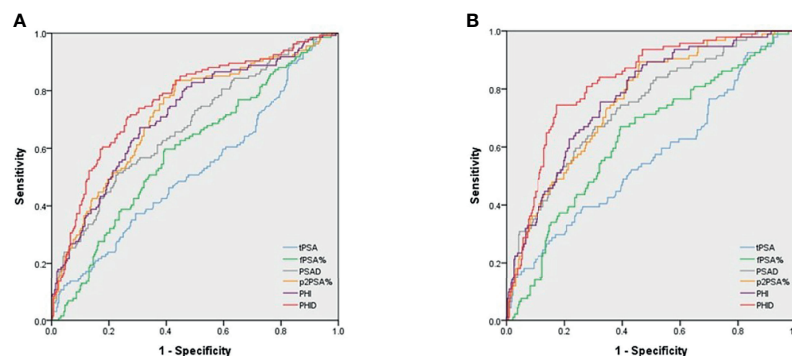 A
1.0
0.8
0.6
0.4
0.2
0.0
Sensitivity
0.0 0.2 0.4 0.6 0.8 1.0
1 - Specificity
tPSA
fPSA%
PSAD
p2PSA%
PHI
PHID
B
1.0
0.8
0.6
0.4
0.2
0.0
Sensitivity
0.0 0.2 0.4 0.6 0.8 1.0
1 - Specificity
tPSA
fPSA%
PSAD
p2PSA%
PHI
PHID